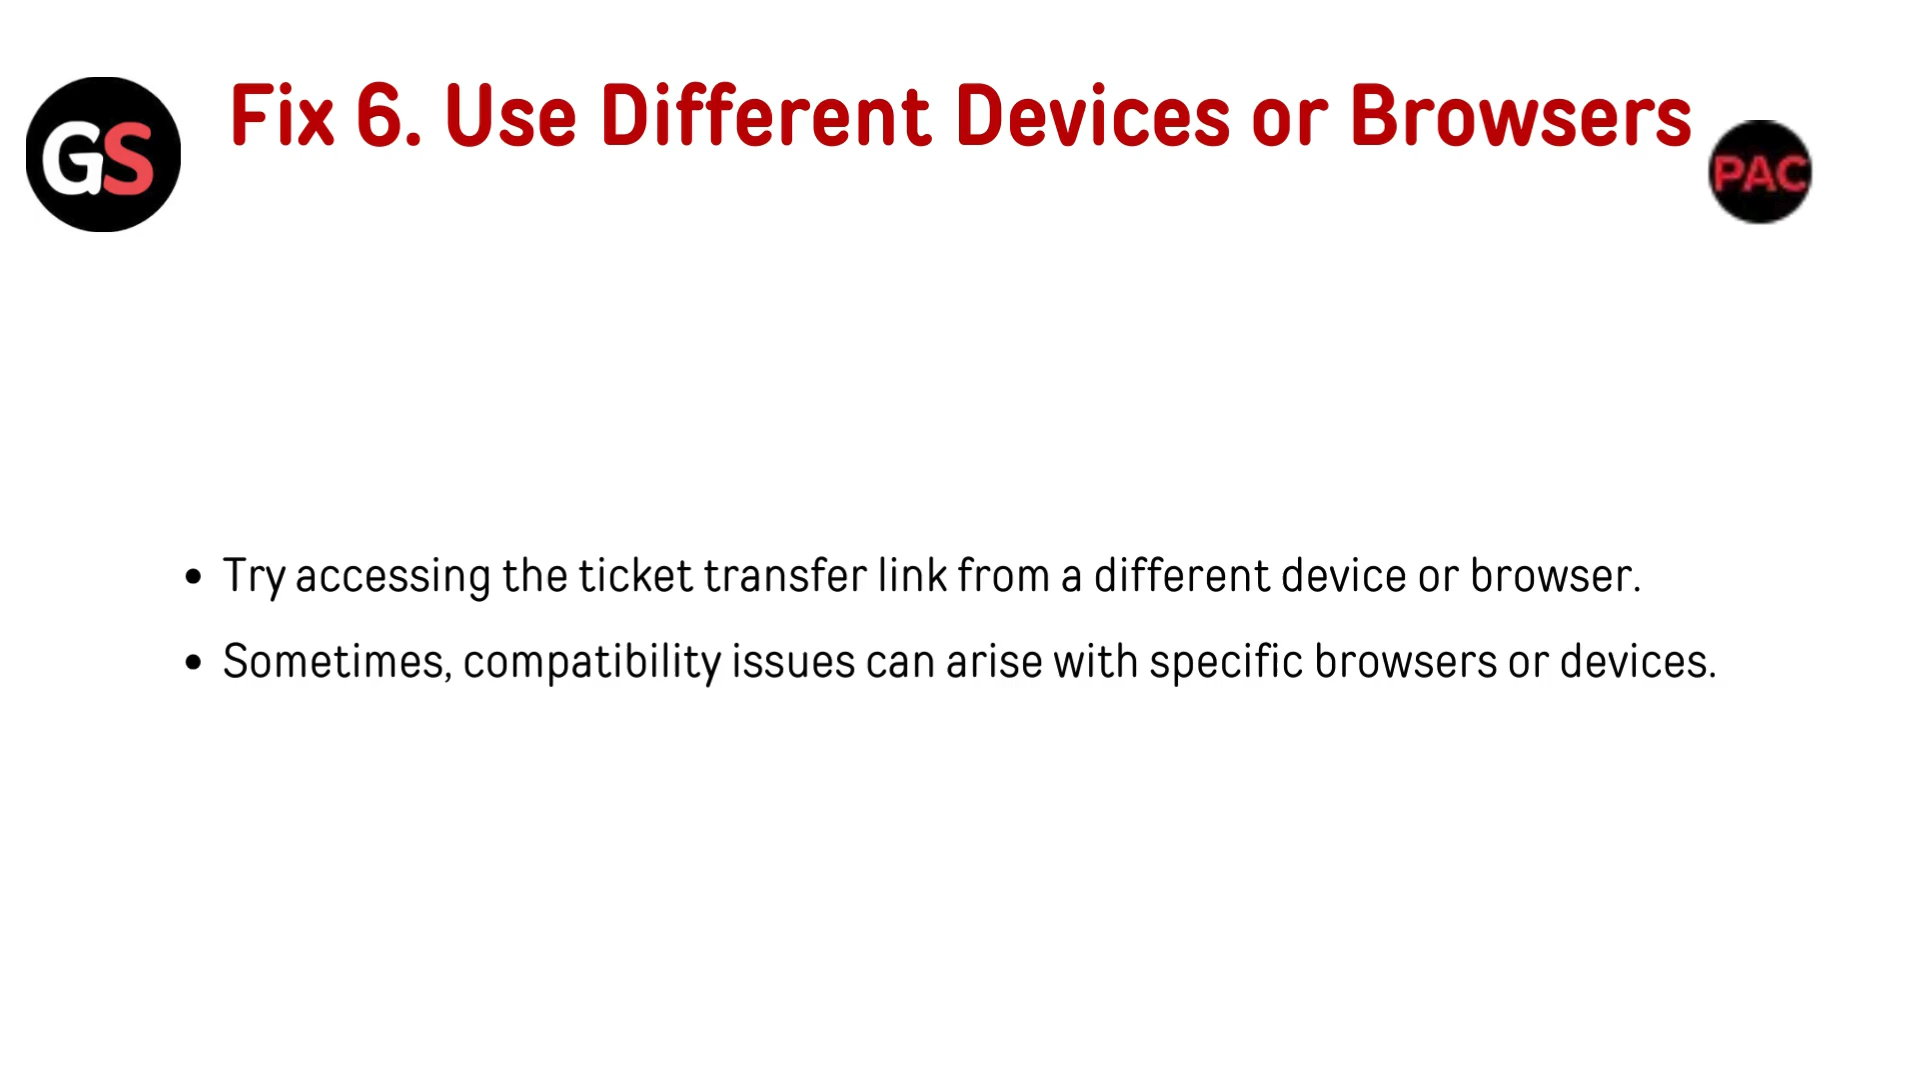 GS
Fix 6. Use Different Devices or Browsers
PAC
• Try accessing the ticket transfer link from a different device or browser.
• Sometimes, compatibility issues can arise with specific browsers or devices.